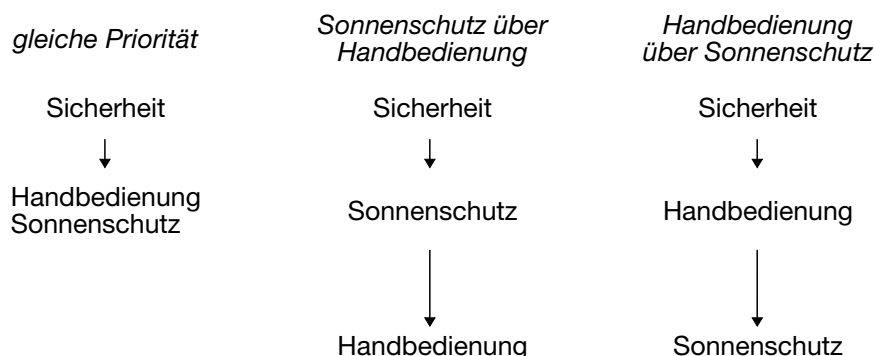 gleiche Priorität
Sicherheit
Handbedienung
Sonnenschutz
Sonnenschutz über
Handbedienung
Sicherheit
Sonnenschutz
Handbedienung
Handbedienung
über Sonnenschutz
Sicherheit
Handbedienung
Sonnenschutz